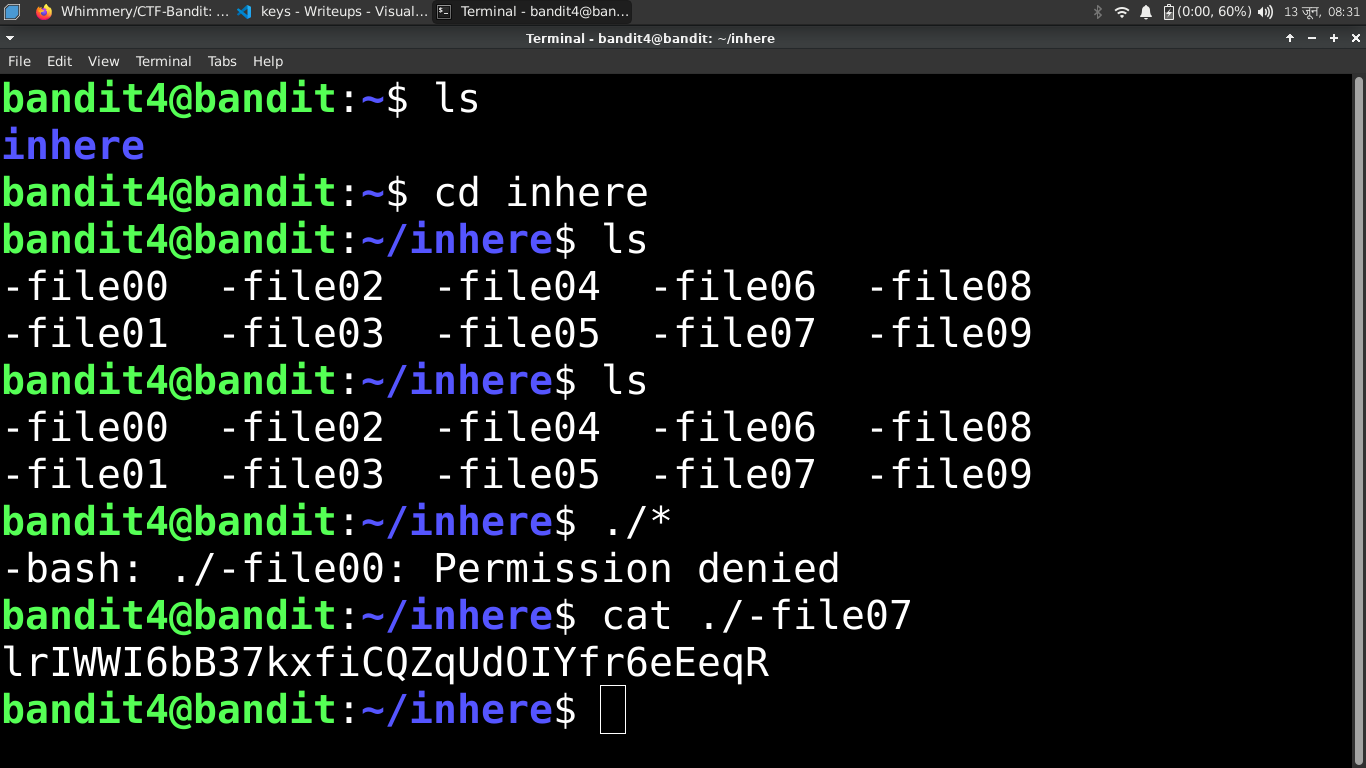 Whimmery/CTF-Bandit: ... keys - Writeups - Visual... Terminal - bandit4@ban... (0:00, 60%) 13 जून, 08:31
Terminal - bandit4@bandit: ~/inhere
File Edit View Terminal Tabs Help
bandit4@bandit:~$ ls
inhere
bandit4@bandit:~$ cd inhere
bandit4@bandit:~/inhere$ ls
-file00 -file02 -file04 -file06 -file08
-file01 -file03 -file05 -file07 -file09
bandit4@bandit:~/inhere$ ls
-file00 -file02 -file04 -file06 -file08
-file01 -file03 -file05 -file07 -file09
bandit4@bandit:~/inhere$ ./*
-bash: ./-file00: Permission denied
bandit4@bandit:~/inhere$ cat ./-file07
lrIWWI6bB37kxfiCQZqUdOIYfr6eEeqR
bandit4@bandit:~/inhere$